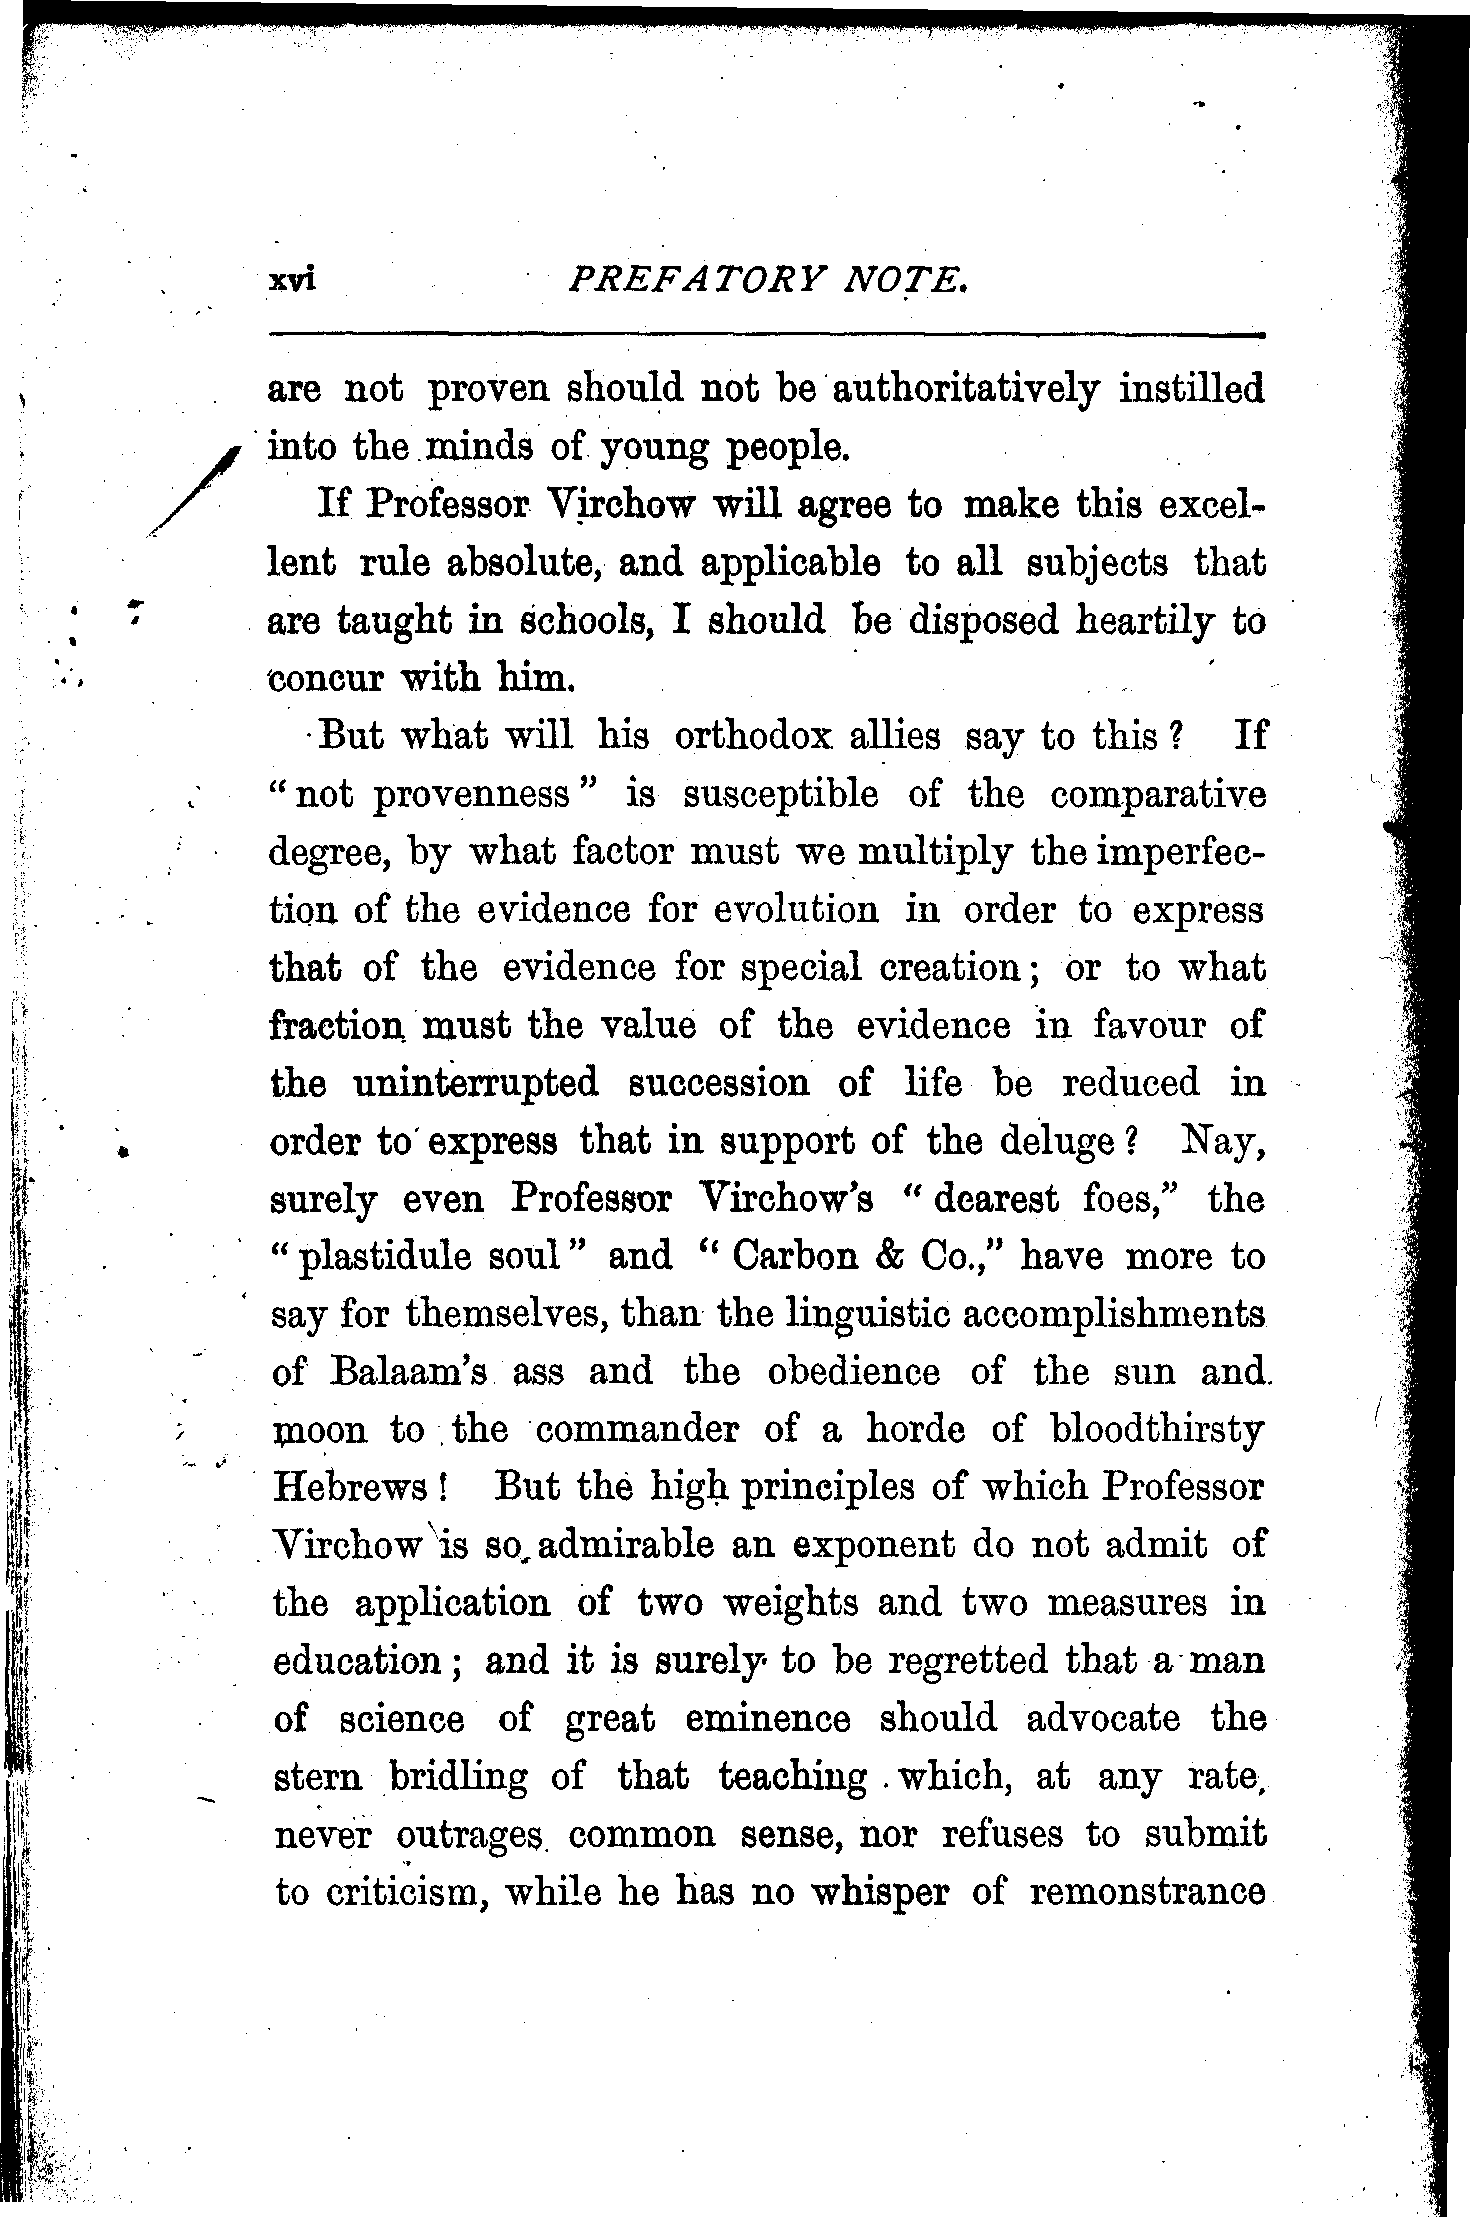 xvi PREFATORY NOTE.
are not proven should not be authoritatively instilled
into the minds of young people.
If Professor Virchow will agree to make this excel-
lent rule absolute, and applicable to all subjects that
are taught in schools, I should be disposed heartily to
concur with him.
But what will his orthodox allies say to this? If
"not provenness" is susceptible of the comparative
degree, by what factor must we multiply the imperfec-
tion of the evidence for evolution in order to express
that of the evidence for special creation; or to what
fraction must the value of the evidence in favour of
the uninterrupted succession of life be reduced in
order to express that in support of the deluge? Nay,
surely even Professor Virchow's "dearest foes," the
"plastidule soul" and "Carbon & Co.," have more to
say for themselves, than the linguistic accomplishments
of Balaam's ass and the obedience of the sun and
moon to the commander of a horde of bloodthirsty
Hebrews! But the high principles of which Professor
Virchow is so admirable an exponent do not admit of
the application of two weights and two measures in
education; and it is surely to be regretted that a man
of science of great eminence should advocate the
stern bridling of that teaching which, at any rate,
never outrages common sense, nor refuses to submit
to criticism, while he has no whisper of remonstrance